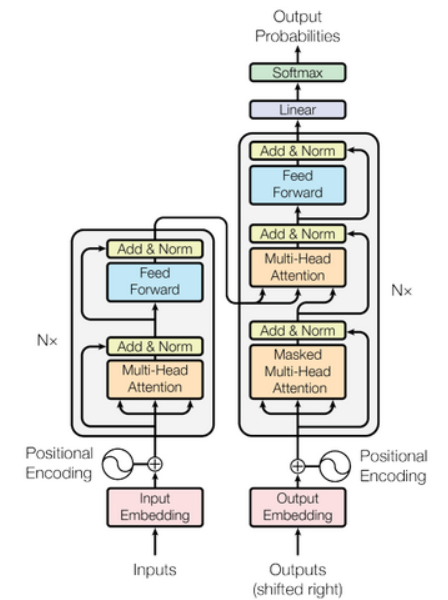 Output
Probabilities
Softmax
Linear
Add & Norm
Feed
Forward
Add & Norm
Multi-Head
Attention
Add & Norm
Masked
Multi-Head
Attention
N×
Add & Norm
Feed
Forward
Add & Norm
Multi-Head
Attention
N×
Positional
Encoding
Positional
Encoding
Input
Embedding
Output
Embedding
Inputs
Outputs
(shifted right)